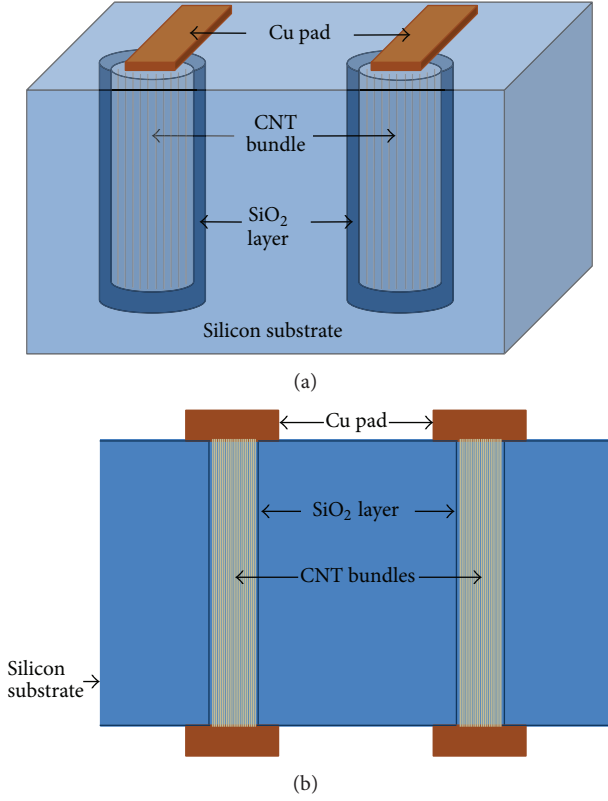 Cu pad
CNT
bundle
SiO₂
layer
Silicon substrate
(a)
Cu pad
SiO₂ layer
CNT bundles
Silicon
substrate
(b)